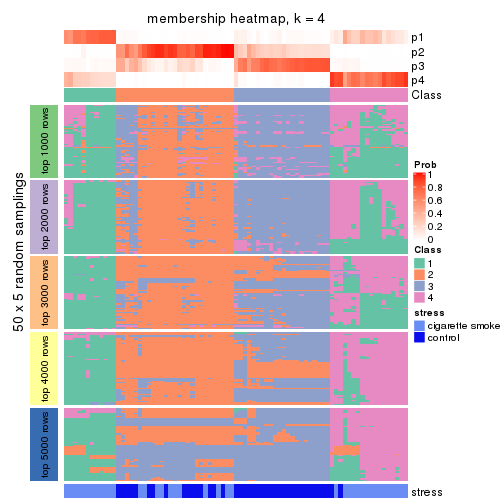 membership heatmap, k = 4
p1
p2
p3
p4
Class
50 x 5 random samplings
top 1000 rows
top 2000 rows
top 3000 rows
top 4000 rows
top 5000 rows
stress
Prob
1
0.8
0.6
0.4
0.2
0
Class
1
2
3
4
stress
cigarette smoke
control